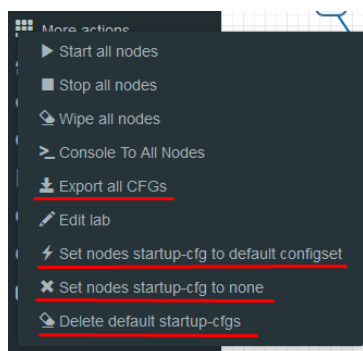 More actions
Start all nodes
Stop all nodes
Wipe all nodes
Console To All Nodes
Export all CFGs
Edit lab
Set nodes startup-cfg to default configset
Set nodes startup-cfg to none
Delete default startup-cfgs